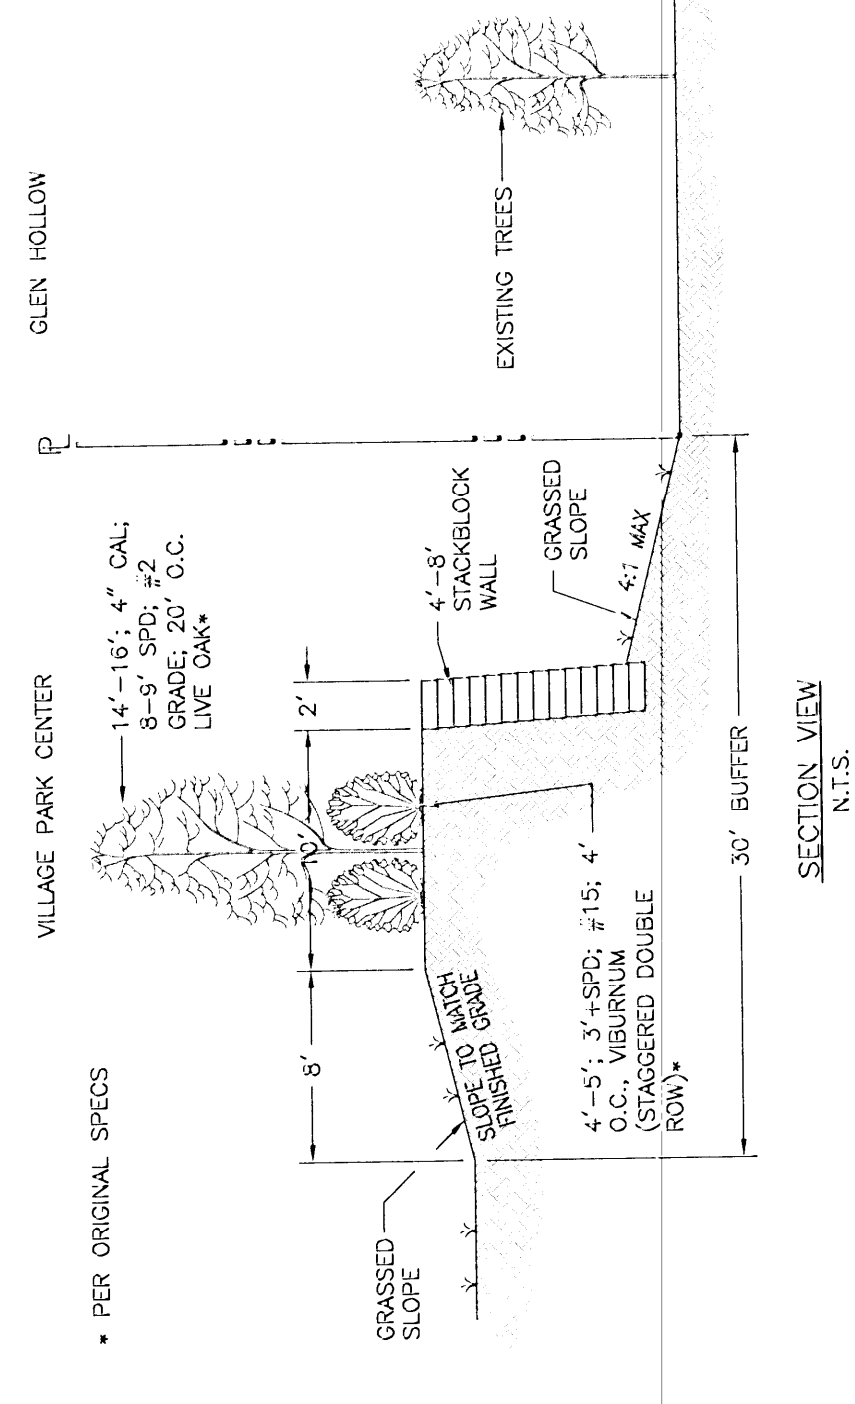 VILLAGE PARK CENTER
GLEN HOLLOW
* PER ORIGINAL SPECS
14'-16'; 4" CAL;
8-9' SPD; #2
GRADE; 20' O.C.
LIVE OAK*
PL
8'
10'
2'
GRASSED
SLOPE
SLOPE TO MATCH
FINISHED GRADE
4'-8'
STACKBLOCK
WALL
GRASSED
SLOPE
4:1 MAX
EXISTING TREES
4'-5'; 3'+SPD; #15; 4'
O.C., VIBURNUM
(STAGGERED DOUBLE
ROW)*
30' BUFFER
SECTION VIEW
N.T.S.